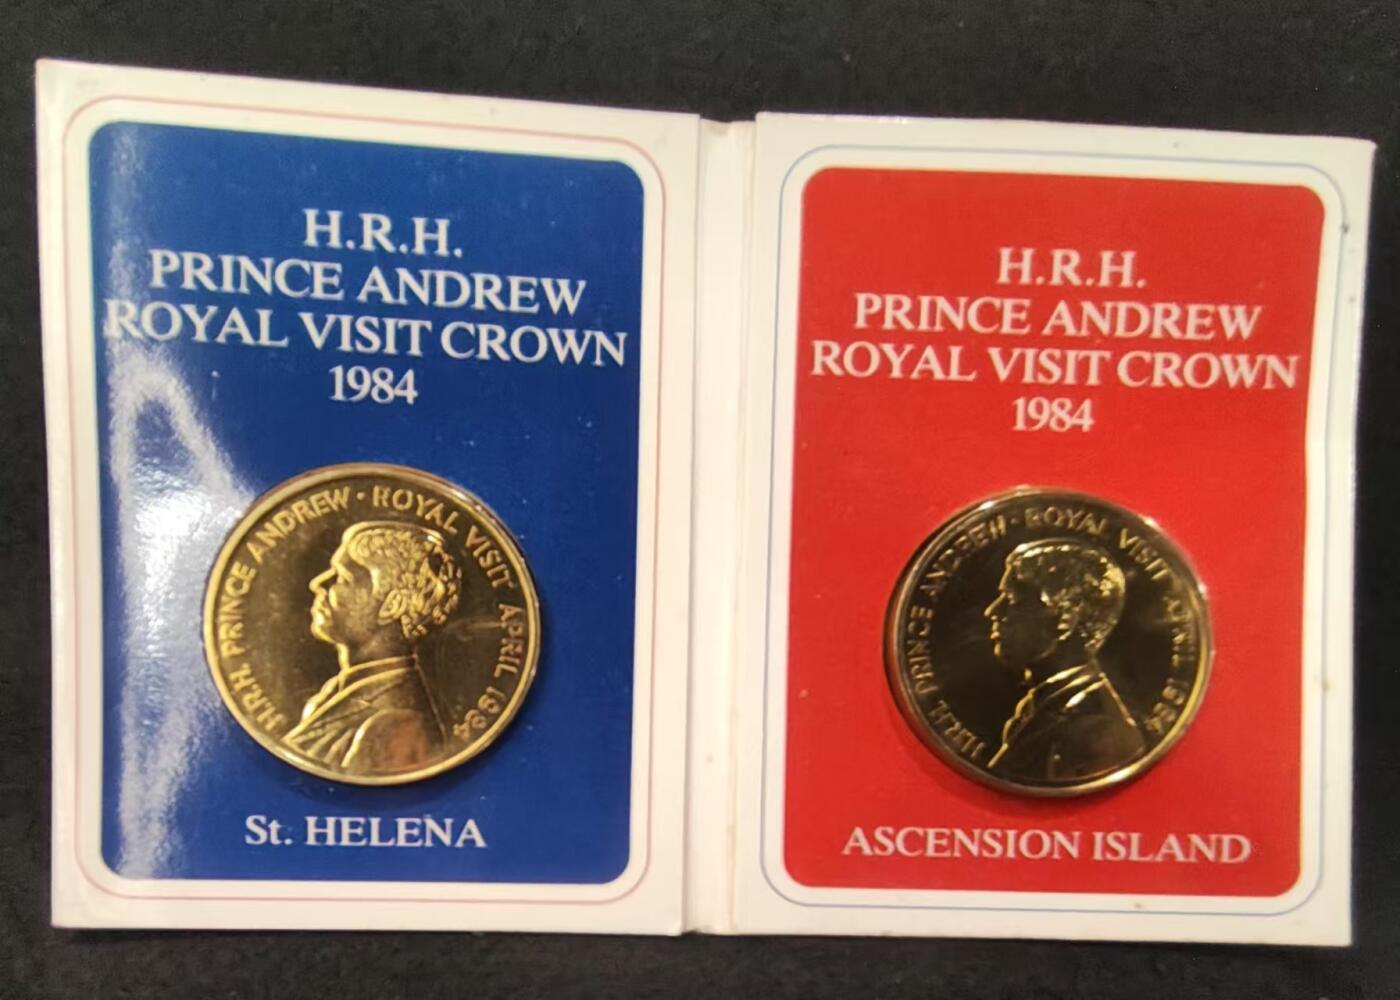 H.R.H.
PRINCE ANDREW
ROYAL VISIT CROWN
1984
H.R.H. PRINCE ANDREW · ROYAL VISIT APRIL 1984
St. HELENA
H.R.H.
PRINCE ANDREW
ROYAL VISIT CROWN
1984
H.R.H. PRINCE ANDREW · ROYAL VISIT APRIL 1984
ASCENSION ISLAND